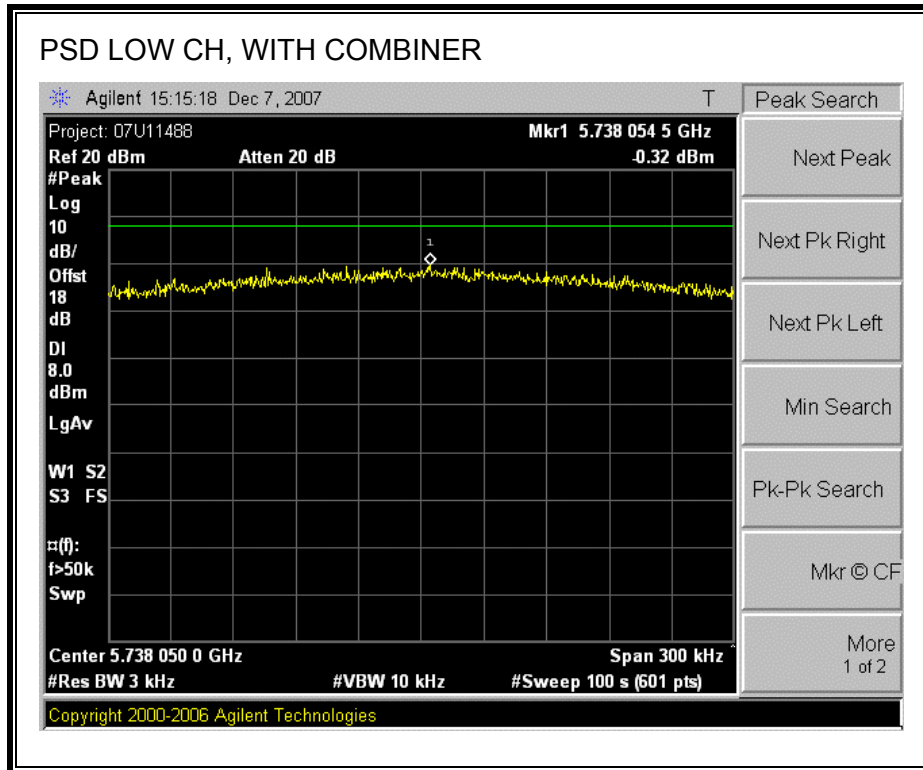 PSD LOW CH, WITH COMBINER
Agilent 15:15:18 Dec 7, 2007 T
Peak Search
Project: 07U11488 Mkr1 5.738 054 5 GHz
Ref 20 dBm Atten 20 dB -0.32 dBm
#Peak
Log
10
dB/
Offst
18
dB
DI
8.0
dBm
LgAv
W1 S2
S3 FS
¤(f):
f>50k
Swp
1
Center 5.738 050 0 GHz Span 300 kHz ^
#Res BW 3 kHz #VBW 10 kHz #Sweep 100 s (601 pts)
Copyright 2000-2006 Agilent Technologies
Next Peak
Next Pk Right
Next Pk Left
Min Search
Pk-Pk Search
Mkr © CF
More
1 of 2